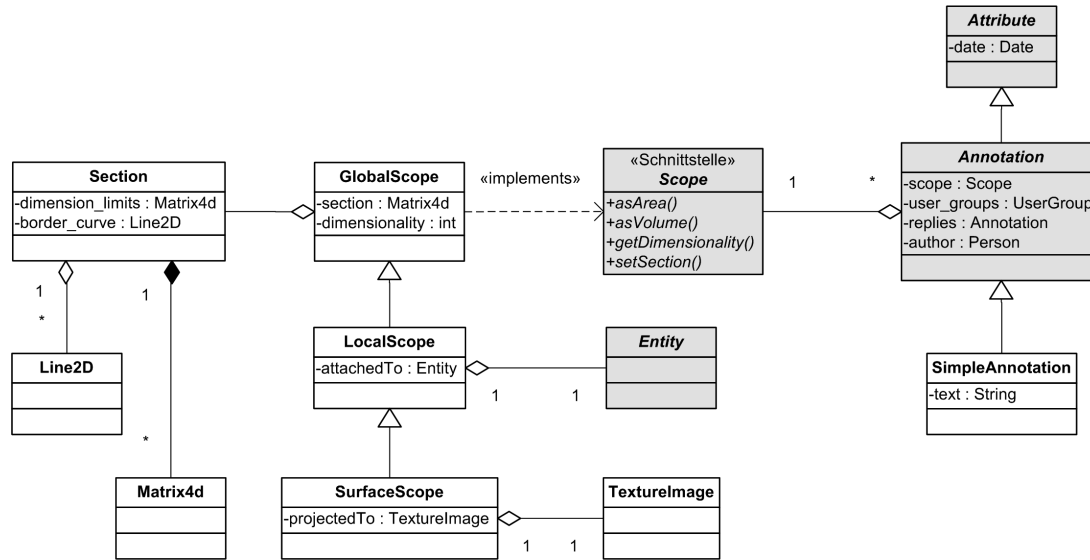 Attribute
-date : Date
Section
-dimension_limits : Matrix4d
-border_curve : Line2D
GlobalScope
-section : Matrix4d
-dimensionality : int
«implements»
«Schnittstelle»
Scope
+asArea()
+asVolume()
+getDimensionality()
+setSection()
1
*
Annotation
-scope : Scope
-user_groups : UserGroup
-replies : Annotation
-author : Person
1
*
1
*
Line2D
Matrix4d
LocalScope
-attachedTo : Entity
1
1
Entity
SimpleAnnotation
-text : String
SurfaceScope
-projectedTo : TextureImage
1
1
TextureImage